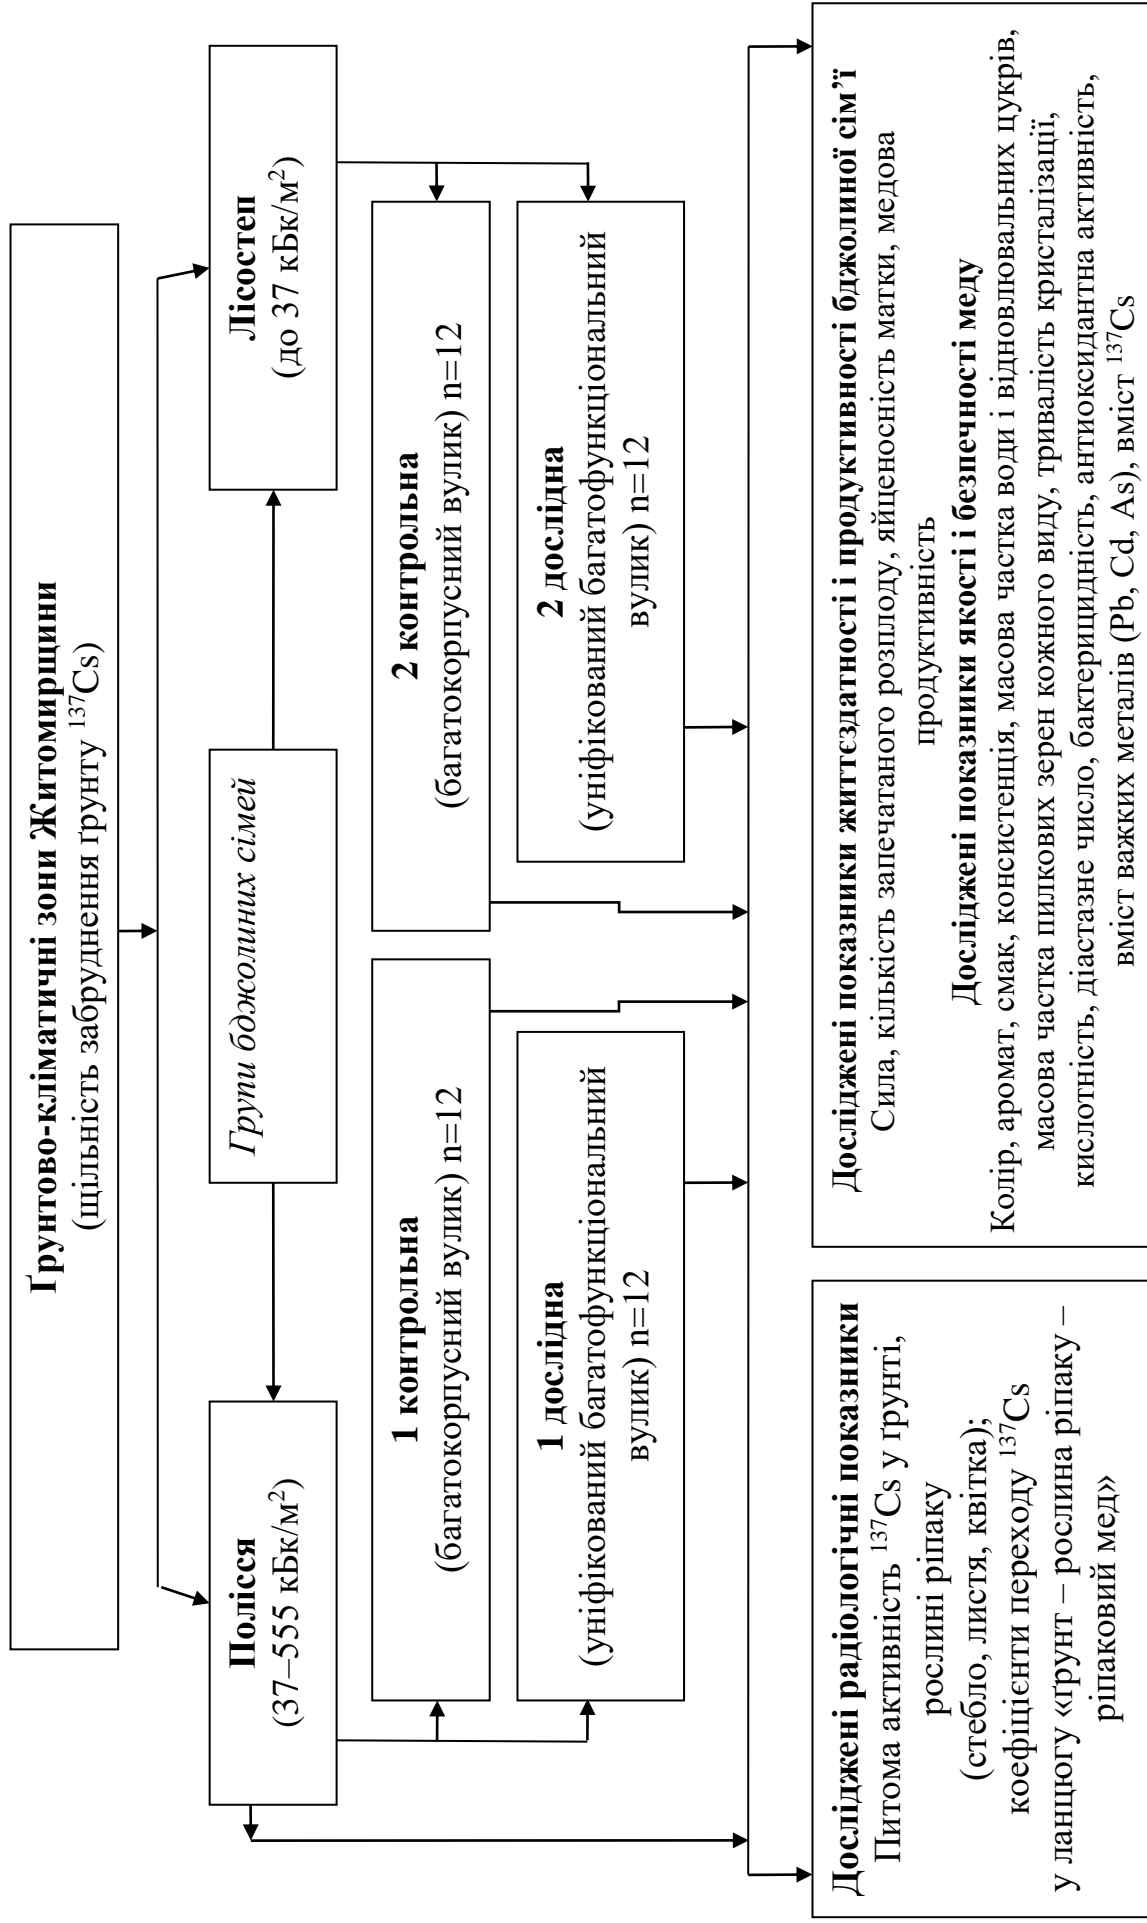 Ґрунтово-кліматичні зони Житомирщини
(щільність забруднення ґрунту ¹³⁷Cs)
Полісся
(37–555 кБк/м²)
Групи бджолиних сімей
Лісостеп
(до 37 кБк/м²)
1 контрольна
(багатокорпусний вулик) n=12
2 контрольна
(багатокорпусний вулик) n=12
1 дослідна
(уніфікований багатофункціональний
вулик) n=12
2 дослідна
(уніфікований багатофункціональний
вулик) n=12
Досліджені радіологічні показники
Питома активність ¹³⁷Cs у ґрунті,
рослині ріпаку
(стебло, листя, квітка);
коефіцієнти переходу ¹³⁷Cs
у ланцюгу «ґрунт – рослина ріпаку –
ріпаковий мед»
Досліджені показники життєздатності і продуктивності бджолиної сім’ї
Сила, кількість запечатаного розплоду, яйценосність матки, медова
продуктивність
Досліджені показники якості і безпечності меду
Колір, аромат, смак, консистенція, масова частка води і відновлювальних цукрів,
масова частка пилкових зерен кожного виду, тривалість кристалізації,
кислотність, діастазне число, бактерицидність, антиоксидантна активність,
вміст важких металів (Pb, Cd, As), вміст ¹³⁷Cs